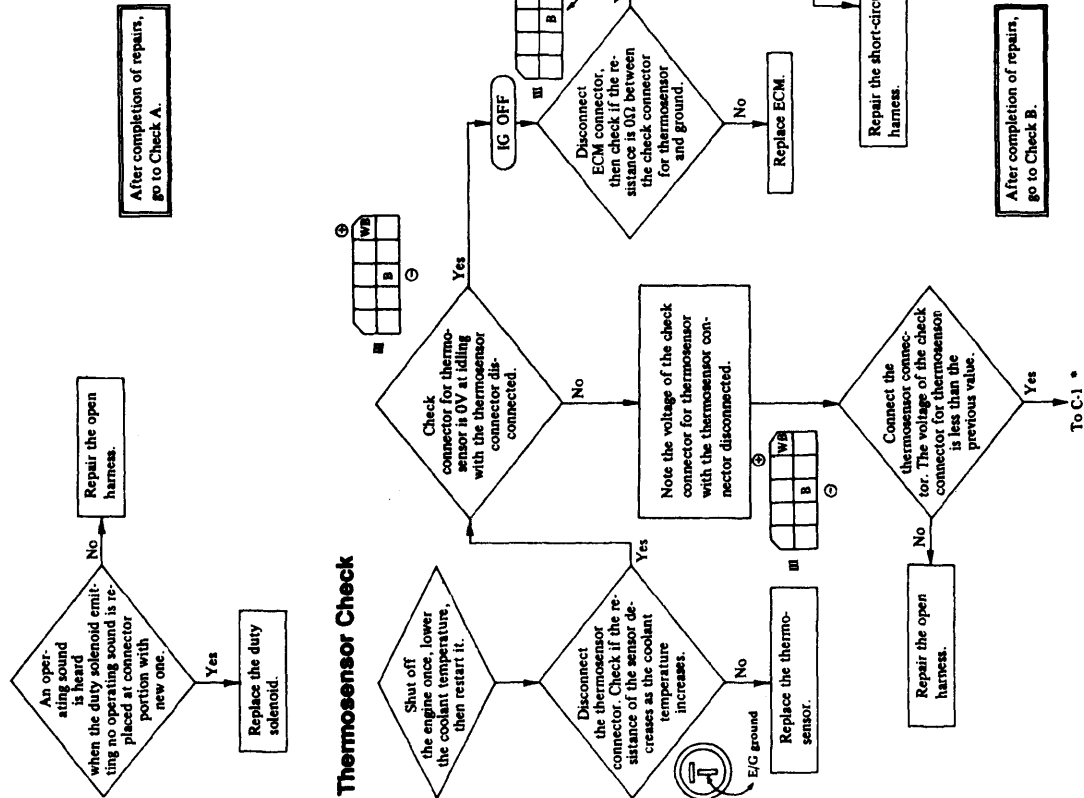 An oper-
ating sound
is heard
when the duty solenoid emit-
ting no operating sound is re-
placed at connector
portion with
new one.
No
Repair the open
harness.
Yes
Replace the duty
solenoid.
After completion of repairs,
go to Check A.
Thermosensor Check
Shut off
the engine once, lower
the coolant temperature,
then restart it.
Disconnect
the thermosensor
connector. Check if the re-
sistance of the sensor de-
creases as the coolant
temperature
increases.
E/G ground
No
Replace the thermo-
sensor.
Yes
Check
connector for thermo-
sensor is 0V at idling
with the thermosensor
connector dis-
connected.
III
⊕
WB
B
⊖
Yes
IG OFF
Disconnect
ECM connector,
then check if the re-
sistance is 0Ω between
the check connector
for thermosensor
and ground.
III
B
No
Replace ECM.
Repair the short-circu
harness.
No
Note the voltage of the check
connector for thermosensor
with the thermosensor con-
nector disconnected.
III
⊕
WB
B
⊖
Connect the
thermosensor connec-
tor. The voltage of the check
connector for thermosensor
is less than the
previous value.
No
Repair the open
harness.
Yes
To C-1 *
After completion of repairs,
go to Check B.